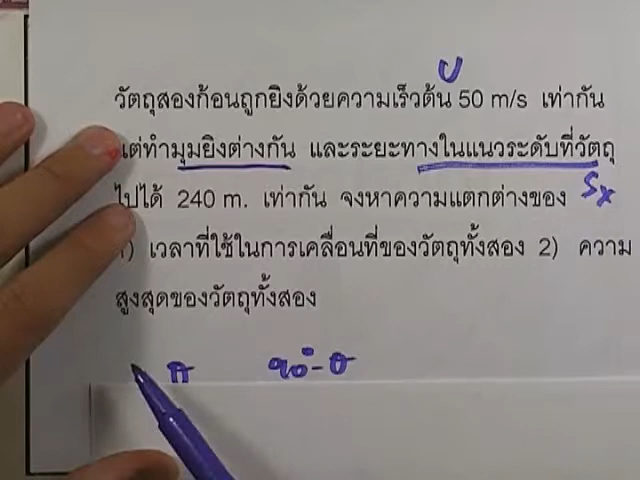 U
วัตถุสองก้อนถูกยิงด้วยความเร็วต้น 50 m/s เท่ากัน
แต่ทำมุมยิงต่างกัน และระยะทางในแนวระดับที่วัตถุ
ไปได้ 240 m. เท่ากัน จงหาความแตกต่างของ Sx
1) เวลาที่ใช้ในการเคลื่อนที่ของวัตถุทั้งสอง 2) ความ
สูงสุดของวัตถุทั้งสอง
90°-θ